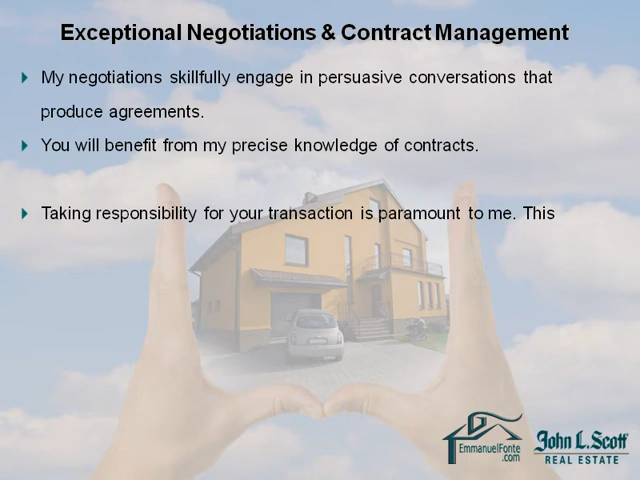 Exceptional Negotiations & Contract Management
My negotiations skillfully engage in persuasive conversations that
produce agreements.
You will benefit from my precise knowledge of contracts.
Taking responsibility for your transaction is paramount to me. This
EmmanuelFonte
.com
John L. Scott
REAL ESTATE